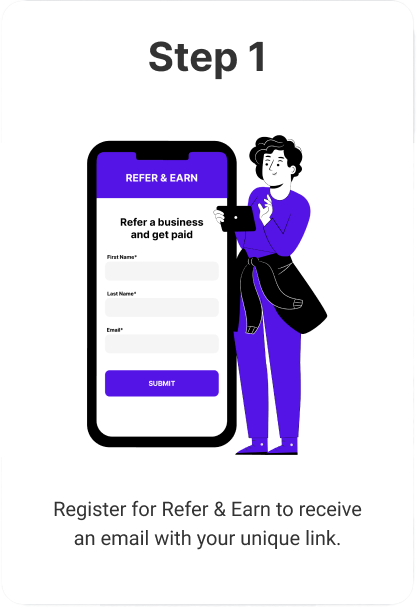 Step 1
REFER & EARN
Refer a business
and get paid
First Name*
Last Name*
Email*
SUBMIT
Register for Refer & Earn to receive
an email with your unique link.